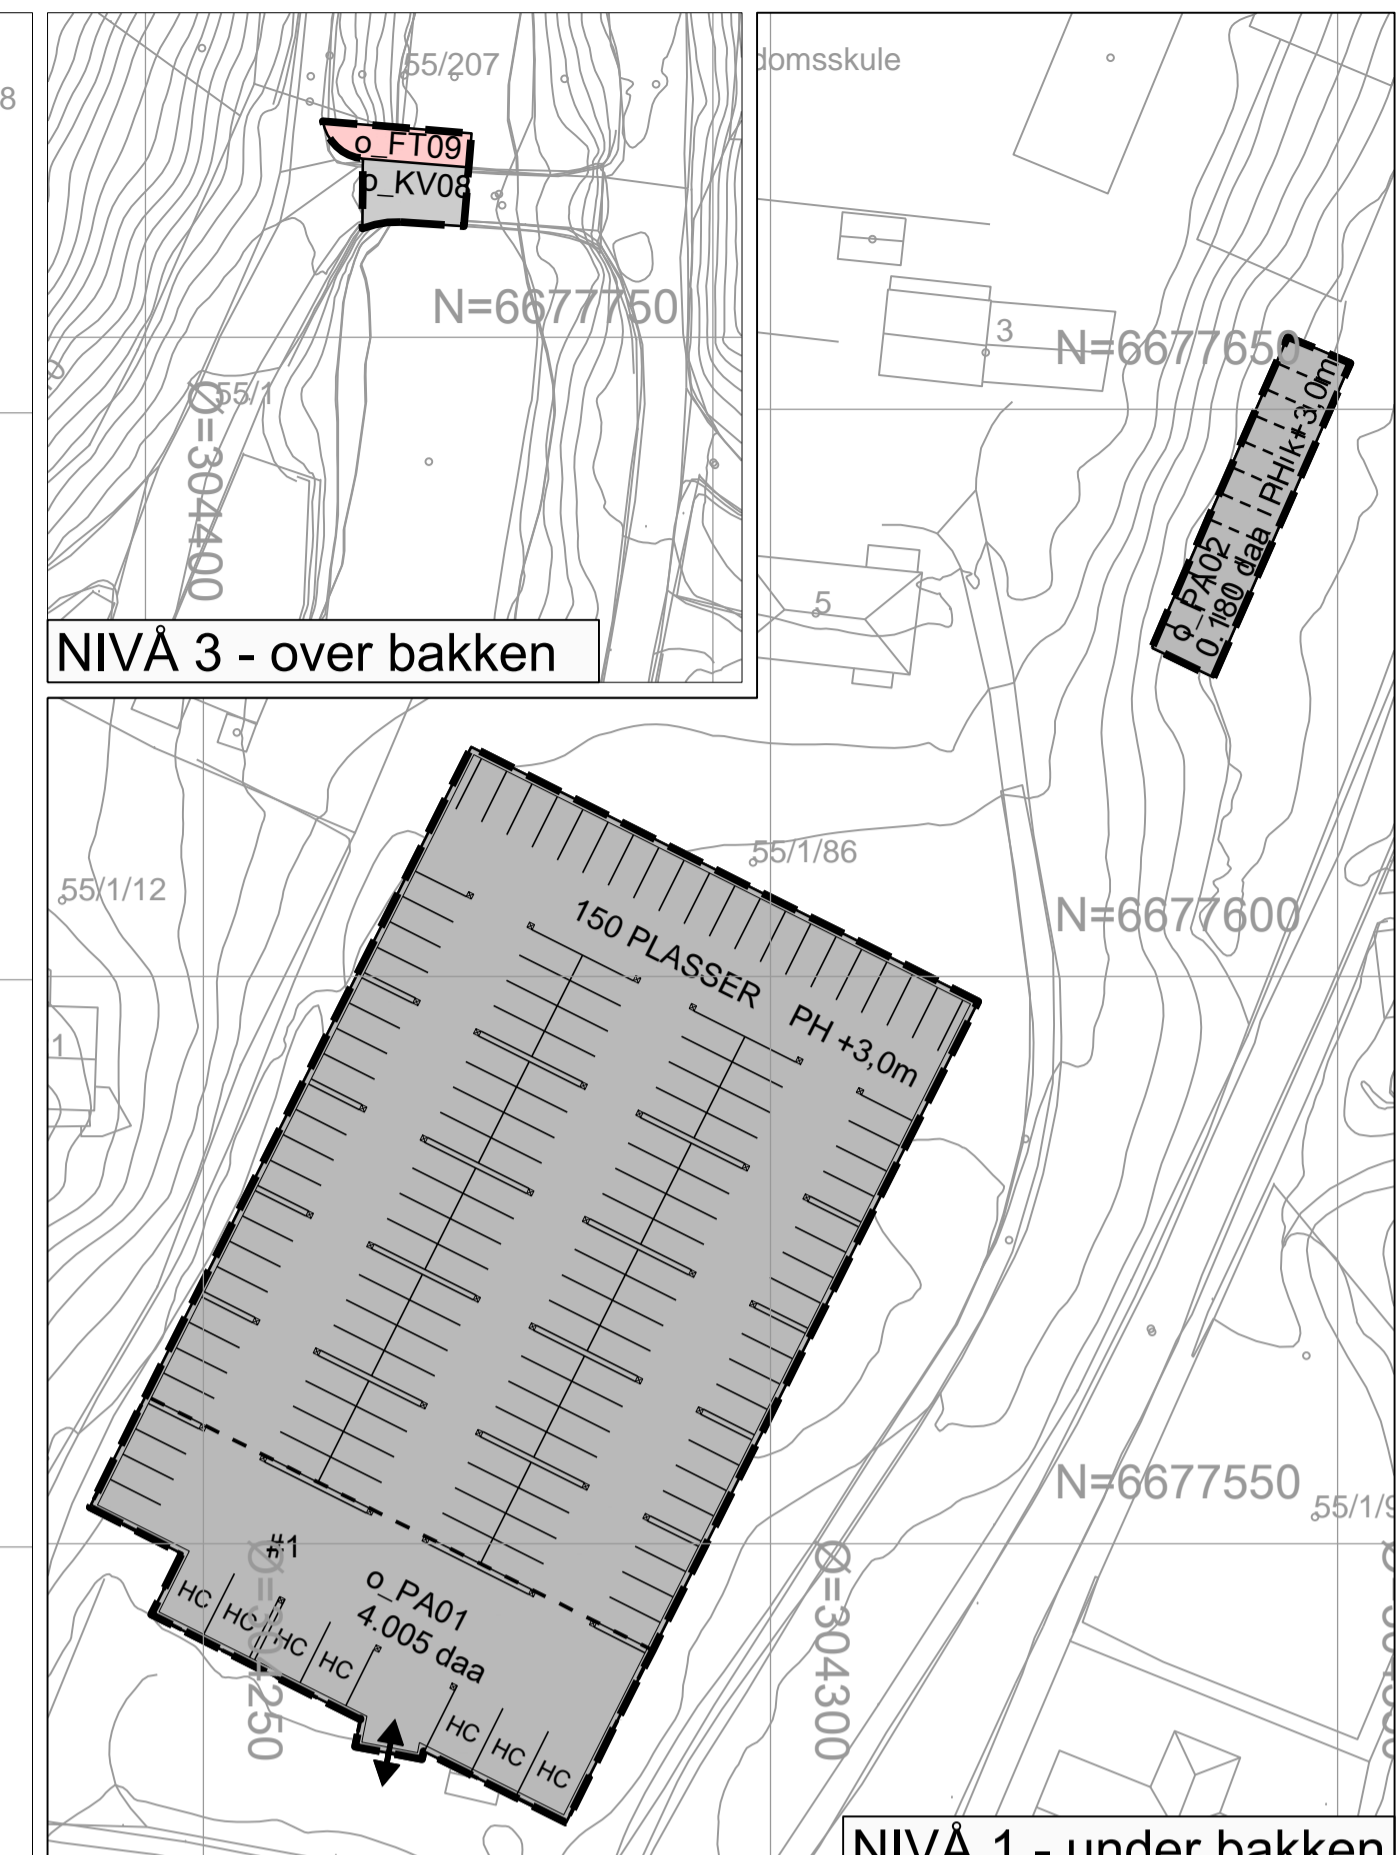 8
55/207
o_FT09
o_KV08
N=6677750
55/1
Ø=304400
NIVÅ 3 - over bakken
domsskule
3
N=6677650
PHik+3,0m
o_PA02
0.180 daa
5
55/1/86
55/1/12
150 PLASSER PH +3,0m
N=6677600
1
N=6677550
55/1/9
#1
o_PA01
4.005 daa
HC
HC
HC
HC
HC
HC
HC
Ø=304250
Ø=304300
NIVÅ 1 - under bakken